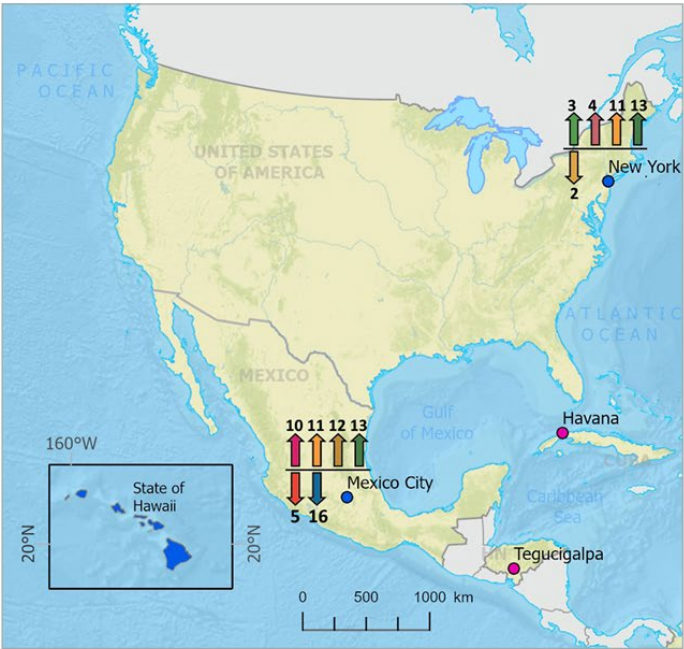 PACIFIC
OCEAN
3 4 11 13
UNITED STATES
OF AMERICA
New York
2
ATLANTIC
OCEAN
MEXICO
Gulf
of Mexico
Havana
10 11 12 13
CUBA
160°W
State of
Hawaii
Mexico City
5 16
Caribbean
Sea
20°N
20°N
HN
Tegucigalpa
0 500 1000 km